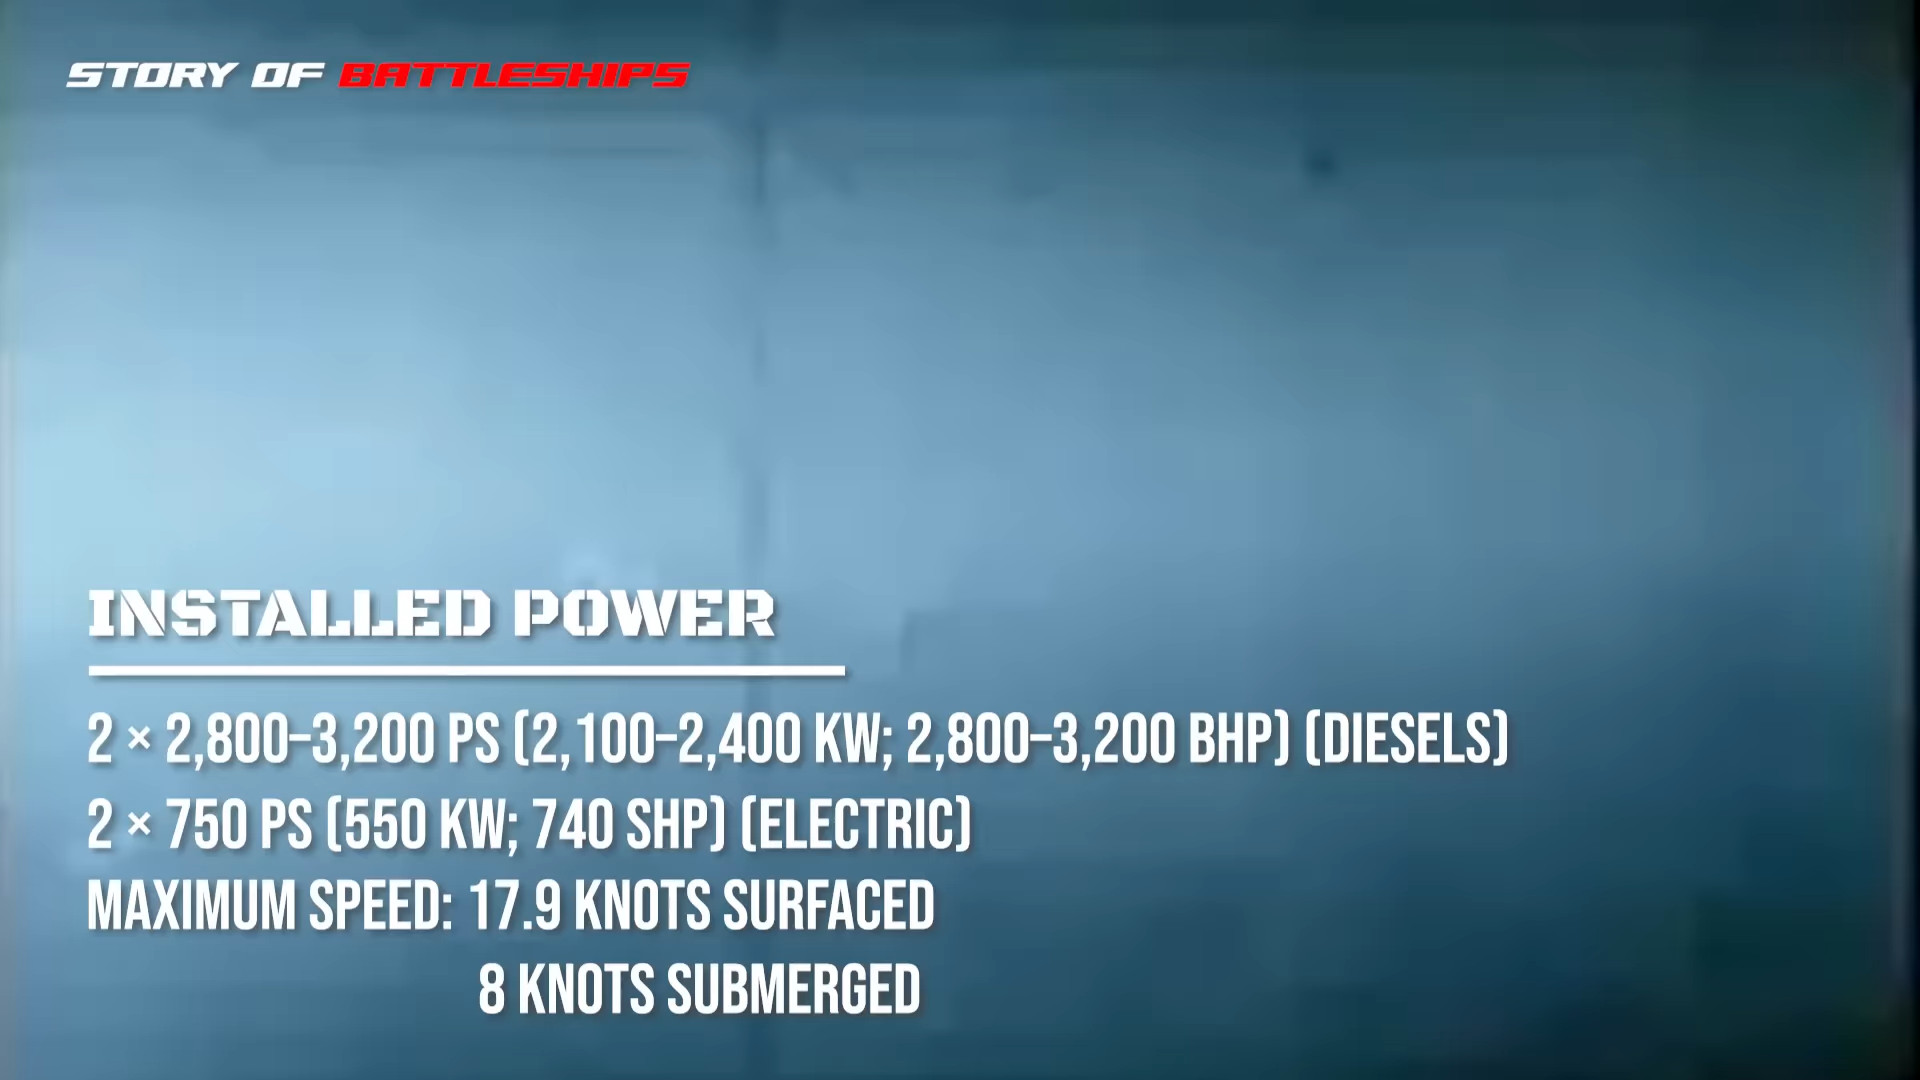 STORY OF BATTLESHIPS
INSTALLED POWER
2 × 2,800–3,200 PS (2,100–2,400 KW; 2,800–3,200 BHP) (DIESELS)
2 × 750 PS (550 KW; 740 SHP) (ELECTRIC)
MAXIMUM SPEED: 17.9 KNOTS SURFACED
8 KNOTS SUBMERGED